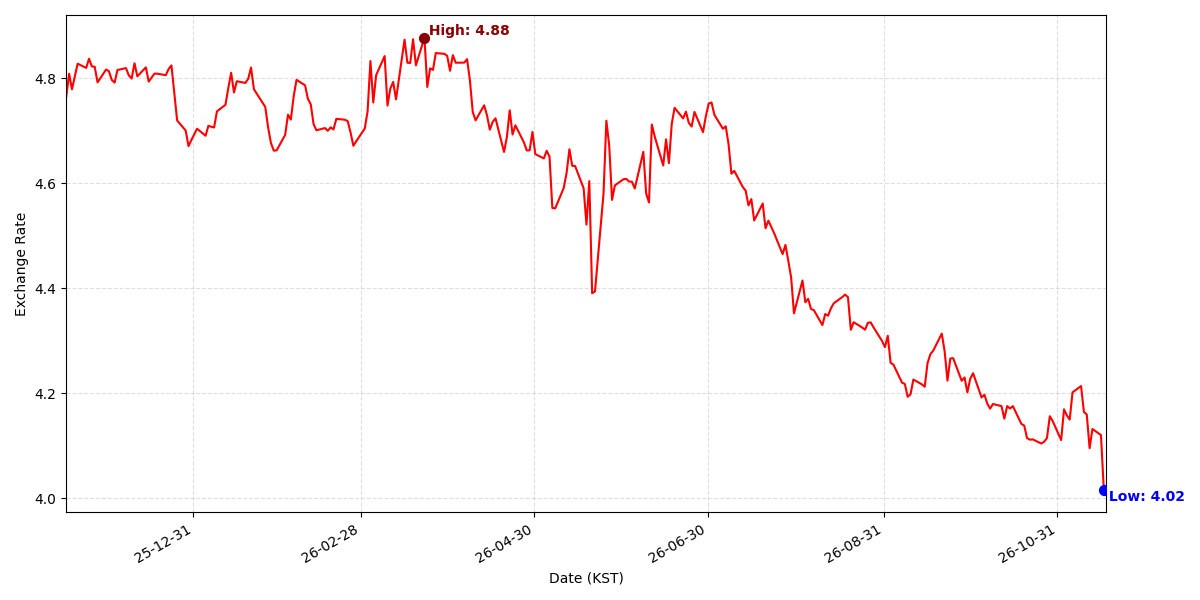 High: 4.88
4.8
4.6
4.4
4.2
4.0
Exchange Rate
Low: 4.02
25-12-31
26-02-28
26-04-30
26-06-30
26-08-31
26-10-31
Date (KST)